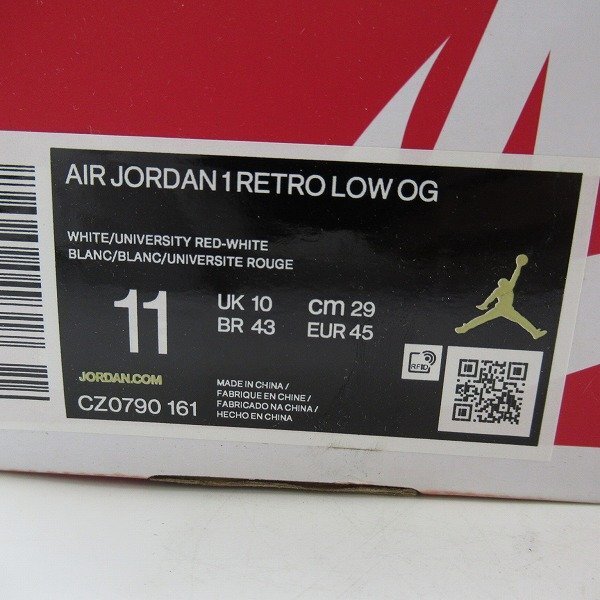 AIR JORDAN 1 RETRO LOW OG
WHITE/UNIVERSITY RED-WHITE
BLANC/BLANC/UNIVERSITE ROUGE
11
UK 10
cm 29
BR 43
EUR 45
JORDAN.COM
CZ0790 161
MADE IN CHINA /
FABRIQUE EN CHINE /
FABRICADO NA CHINA /
HECHO EN CHINA
RFID